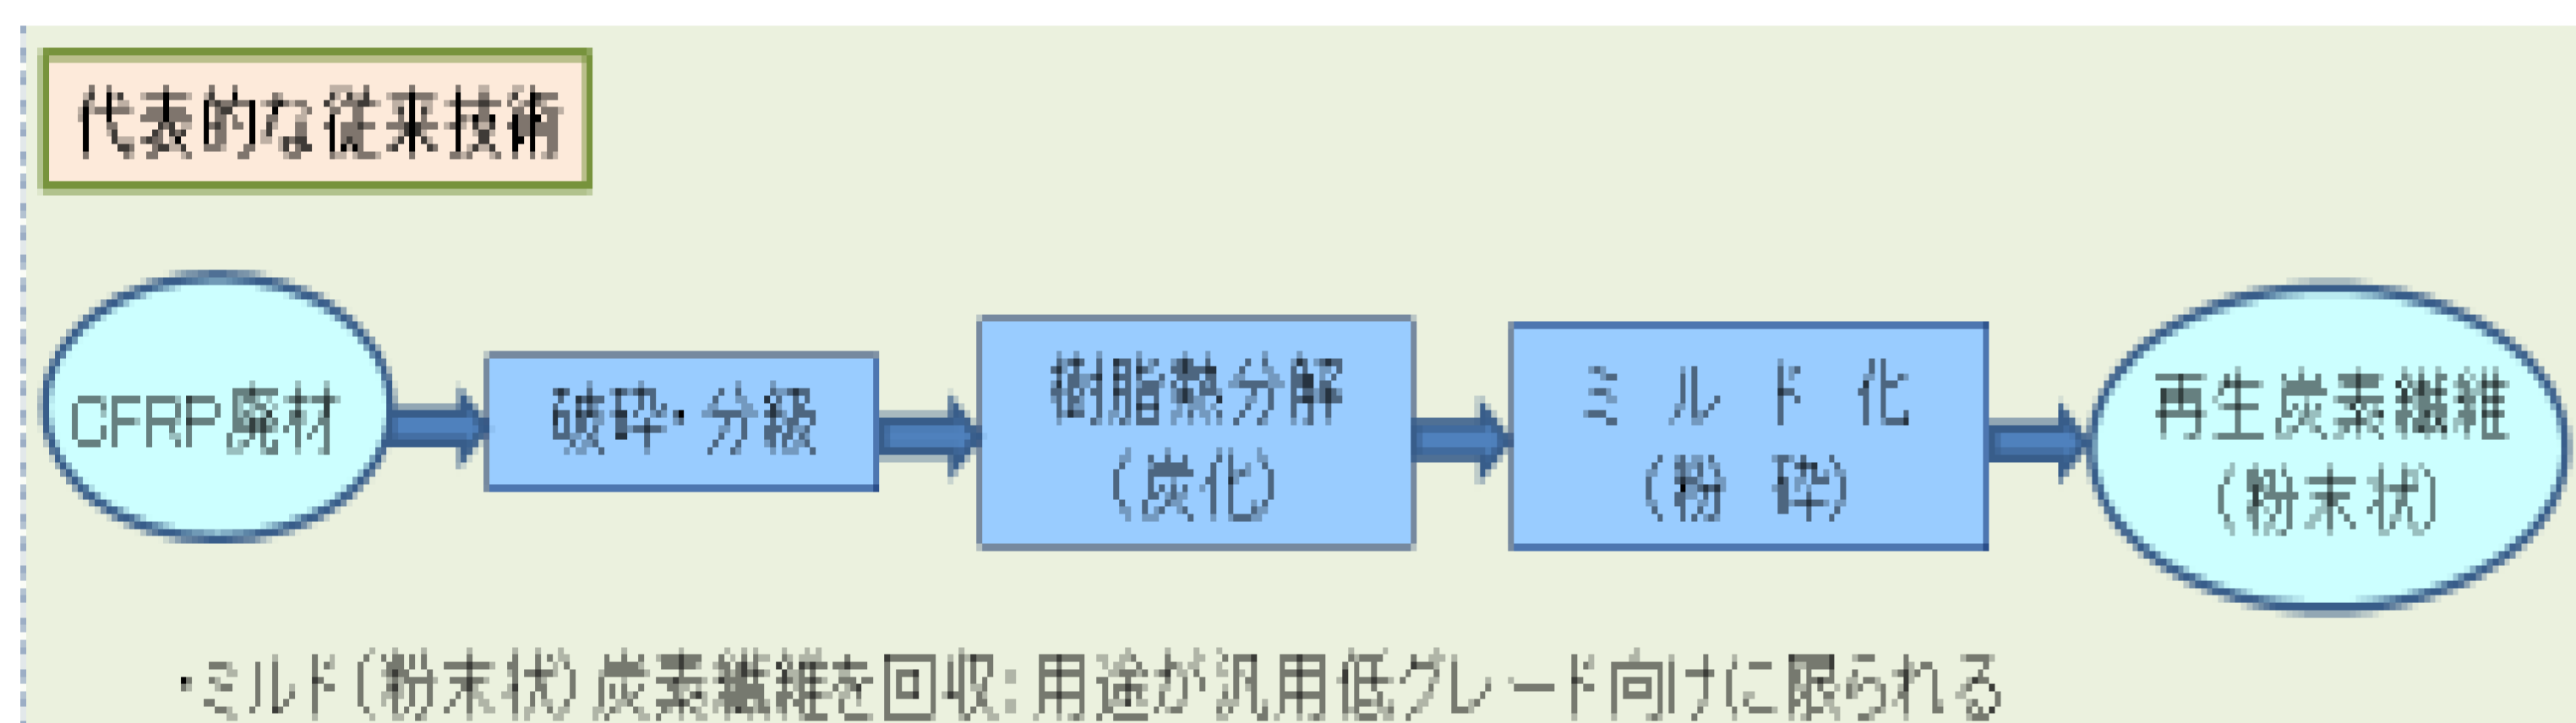 代表的な従来技術
CFRP廃材
破砕・分級
樹脂熱分解
(炭化)
ミルド化
(粉砕)
再生炭素繊維
(粉末状)
・ミルド(粉末状)炭素繊維を回収:用途が汎用低グレード向けに限られる